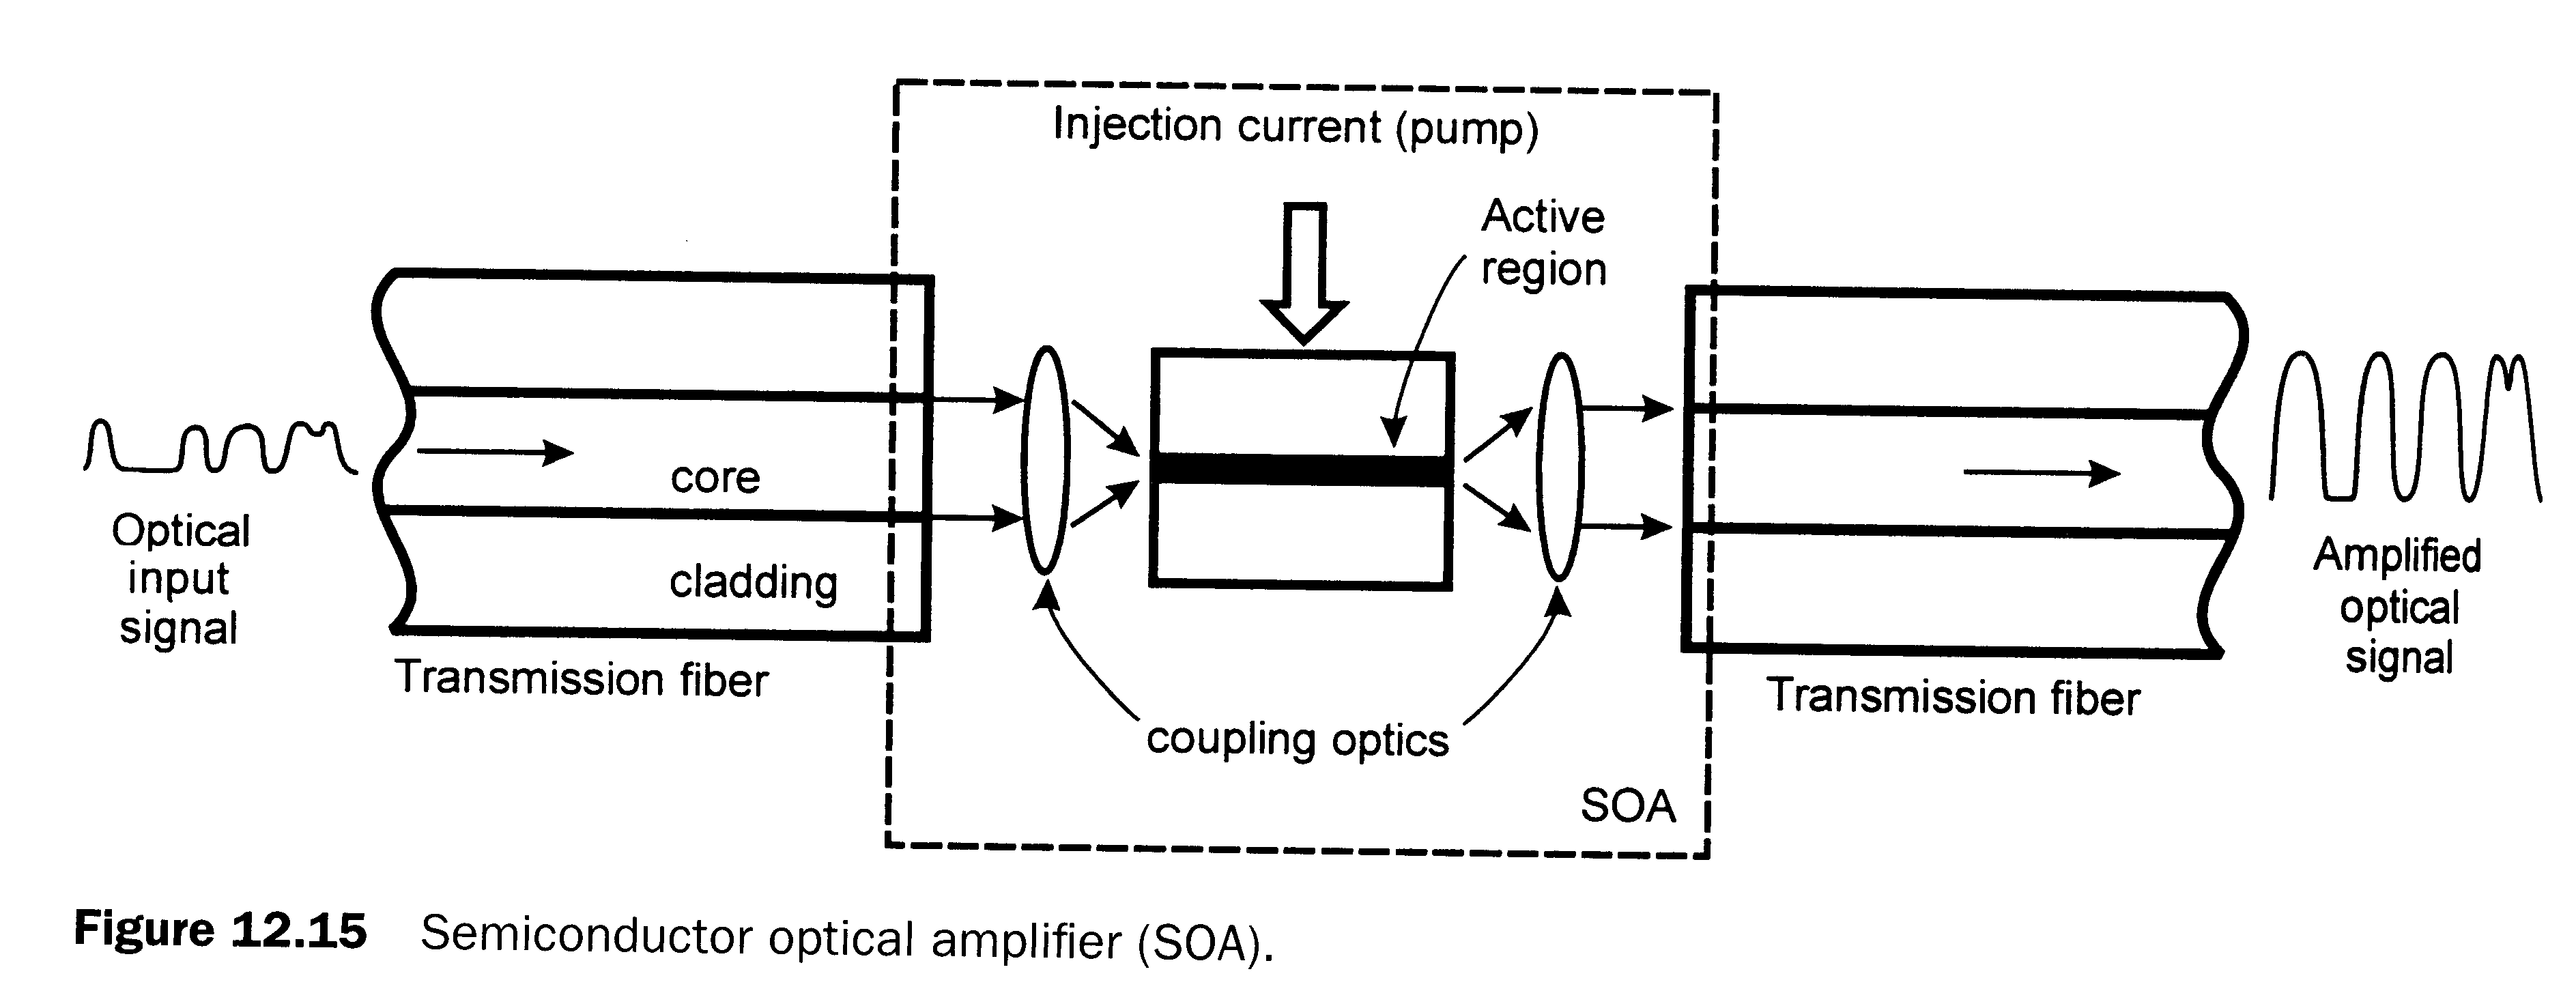 Injection current (pump)
Active
region
core
cladding
Optical
input
signal
Transmission fiber
coupling optics
SOA
Transmission fiber
Amplified
optical
signal
Figure 12.15 Semiconductor optical amplifier (SOA).